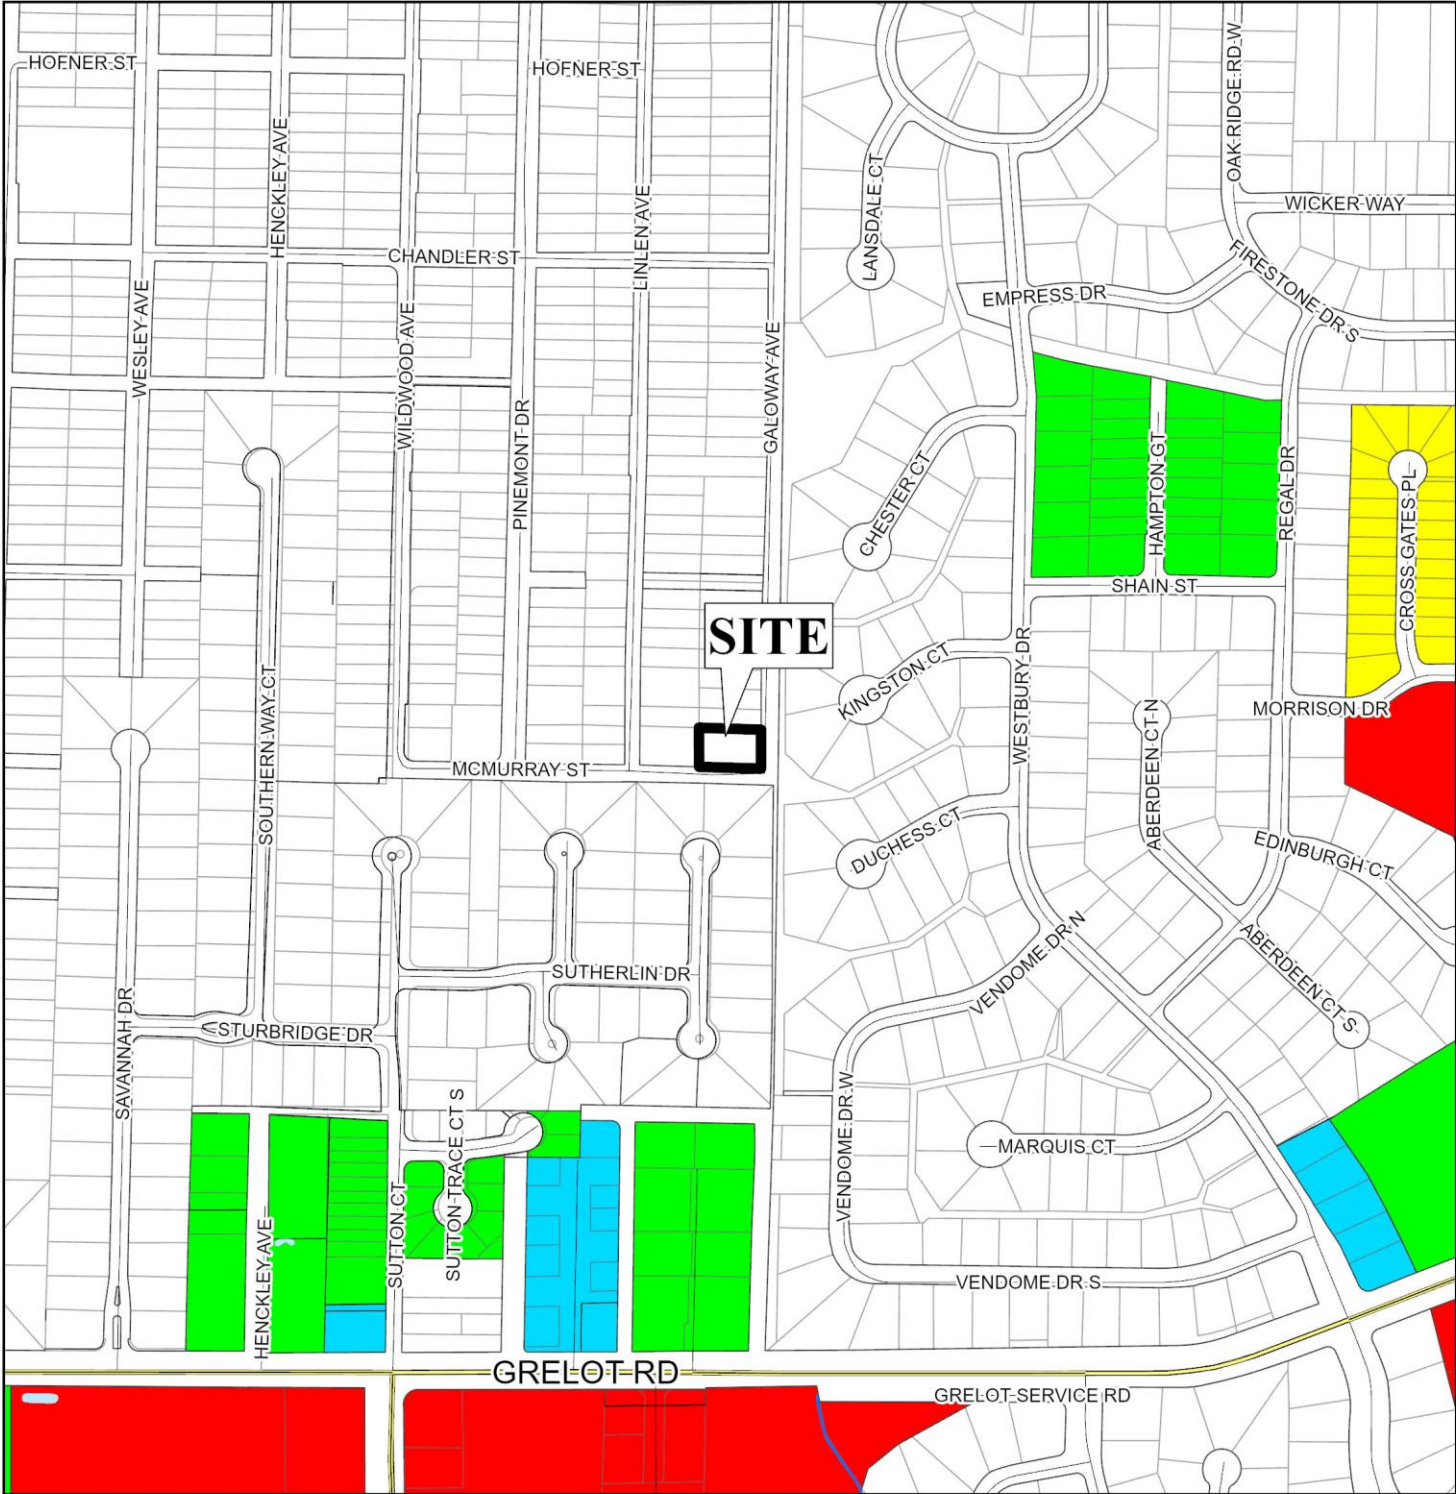 HOFNER ST
HOFNER ST
HENCKLEY AVE
OAK RIDGE RD W
LANSDALE CT
LINLEN AVE
WICKER WAY
CHANDLER ST
FIRESTONE DR S
EMPRESS DR
WESLEY AVE
WILDWOOD AVE
GALOWAY AVE
PINEMONT DR
CHESTER CT
HAMPTON GT
REGAL DR
CROSS GATES PL
SHAIN ST
SITE
KINGSTON CT
WESTBURY DR
SOUTHERN WAY CT
ABERDEEN CT N
MORRISON DR
MCMURRAY ST
DUCHESS CT
EDINBURGH CT
VENDOME DR N
ABERDEEN CT S
SUTHERLIN DR
STURBRIDGE DR
SAVANNAH DR
VENDOME DR W
MARQUIS CT
SUTTON TRACE CT S
SUTTON CT
HENCKLEY AVE
VENDOME DR S
GRELOT RD
GRELOT SERVICE RD